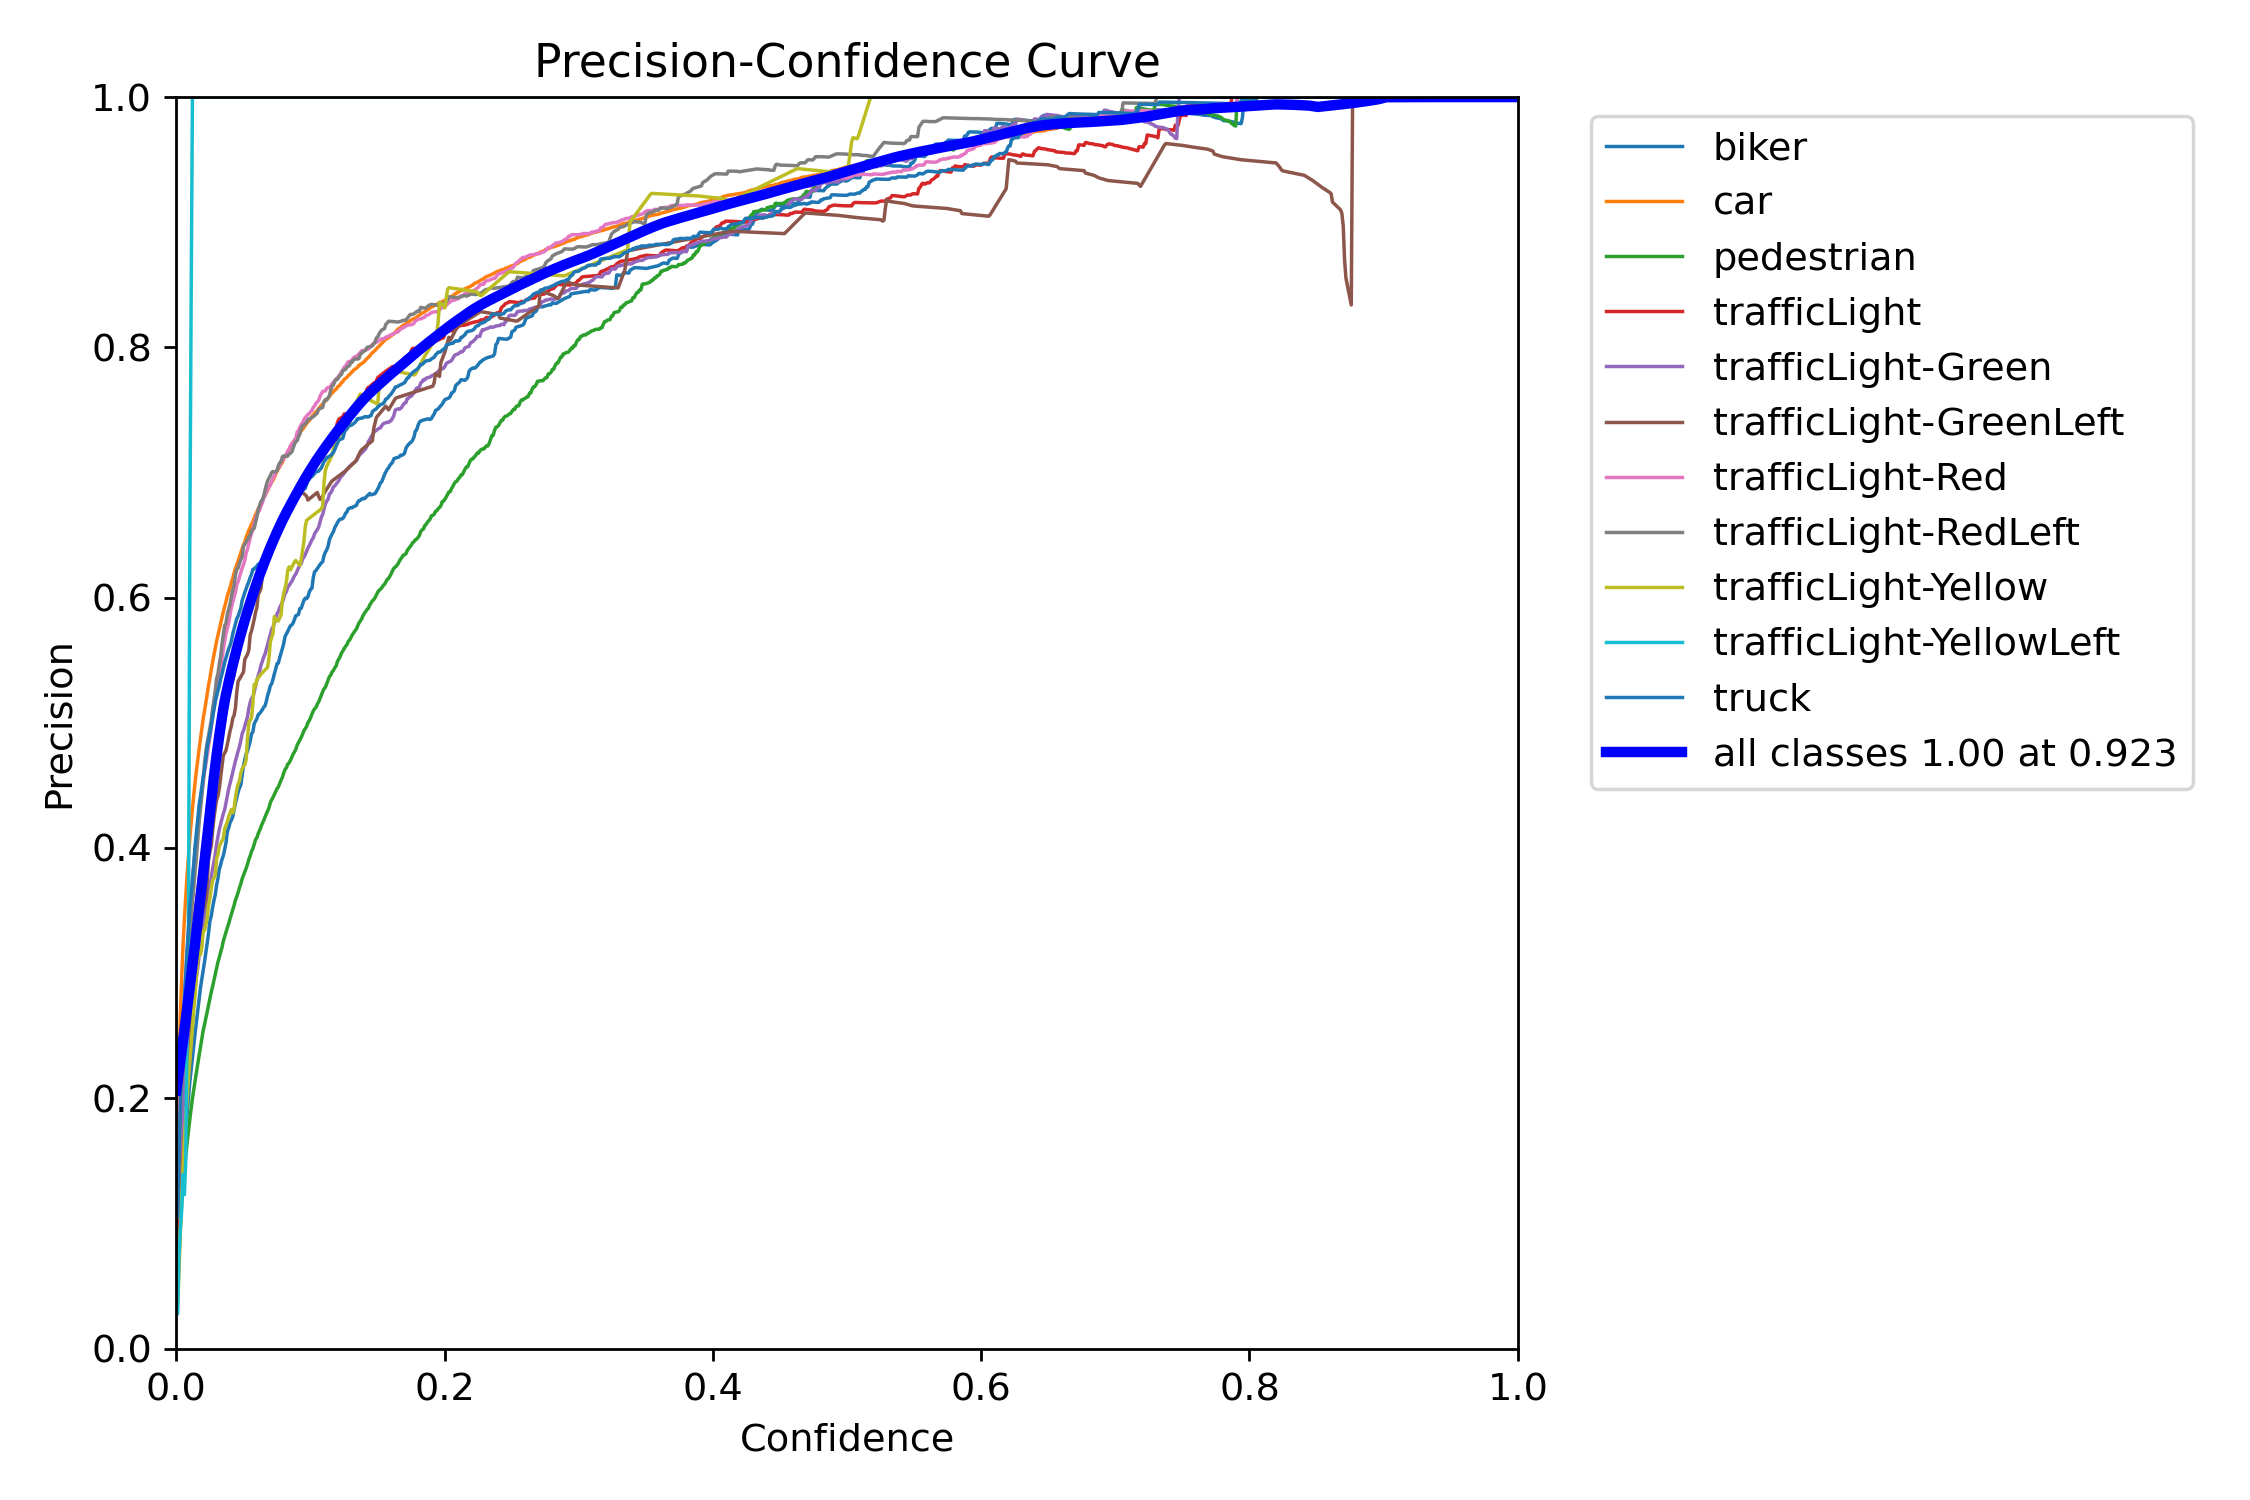 Precision-Confidence Curve
1.0
0.8
0.6
0.4
0.2
0.0
Precision
0.0 0.2 0.4 0.6 0.8 1.0
Confidence
biker
car
pedestrian
trafficLight
trafficLight-Green
trafficLight-GreenLeft
trafficLight-Red
trafficLight-RedLeft
trafficLight-Yellow
trafficLight-YellowLeft
truck
all classes 1.00 at 0.923